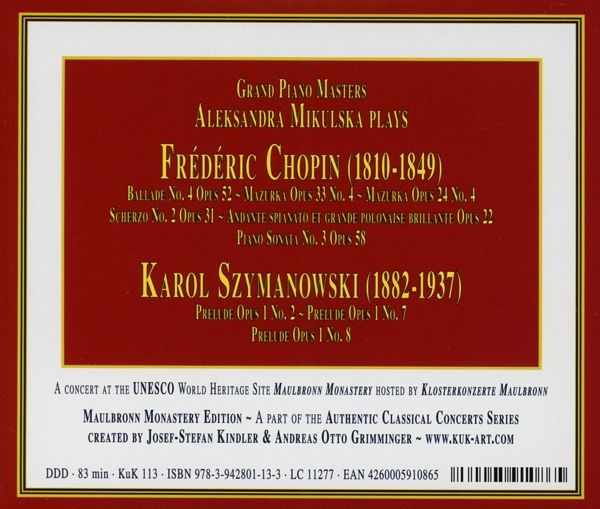 Grand Piano Masters
Aleksandra Mikulska plays
Frédéric Chopin (1810-1849)
Ballade No. 4 Opus 52 ~ Mazurka Opus 33 No. 4 ~ Mazurka Opus 24 No. 4
Scherzo No. 2 Opus 31 ~ Andante spianato et grande polonaise brillante Opus 22
Piano Sonata No. 3 Opus 58
Karol Szymanowski (1882-1937)
Prelude Opus 1 No. 2 ~ Prelude Opus 1 No. 7
Prelude Opus 1 No. 8
A concert at the UNESCO World Heritage Site Maulbronn Monastery hosted by Klosterkonzerte Maulbronn
Maulbronn Monastery Edition ~ A part of the Authentic Classical Concerts Series
created by Josef-Stefan Kindler & Andreas Otto Grimminger ~ www.kuk-art.com
DDD · 83 min · KuK 113 · ISBN 978-3-942801-13-3 · LC 11277 · EAN 4260005910865